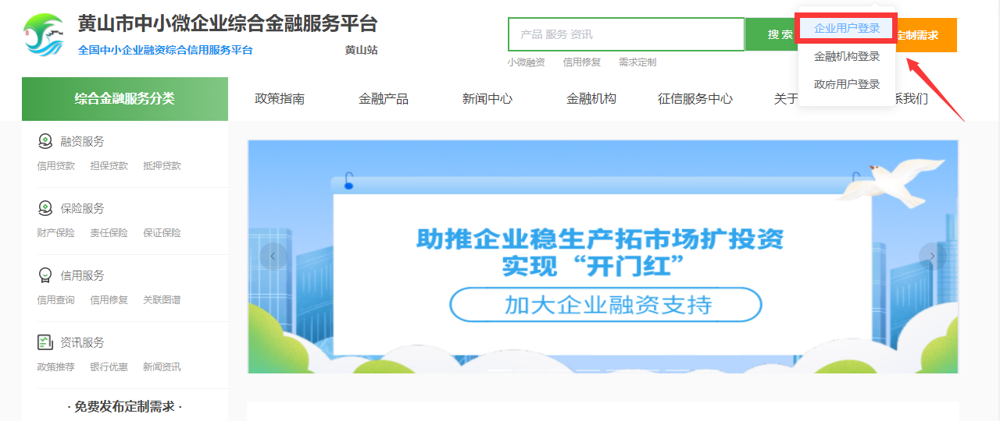 黄山市中小微企业综合金融服务平台
全国中小企业融资综合信用服务平台 黄山站
产品 服务 资讯
搜 索
小微融资 信用修复 需求定制
企业用户登录
定制需求
金融机构登录
政府用户登录
综合金融服务分类
政策指南 金融产品 新闻中心 金融机构 征信服务中心 关于 系我们
融资服务
信用贷款 担保贷款 抵押贷款
保险服务
财产保险 责任保险 保证保险
信用服务
信用查询 信用修复 关联图谱
资讯服务
政策推荐 银行优惠 新闻资讯
· 免费发布定制需求 ·
助推企业稳生产拓市场扩投资
实现“开门红”
加大企业融资支持